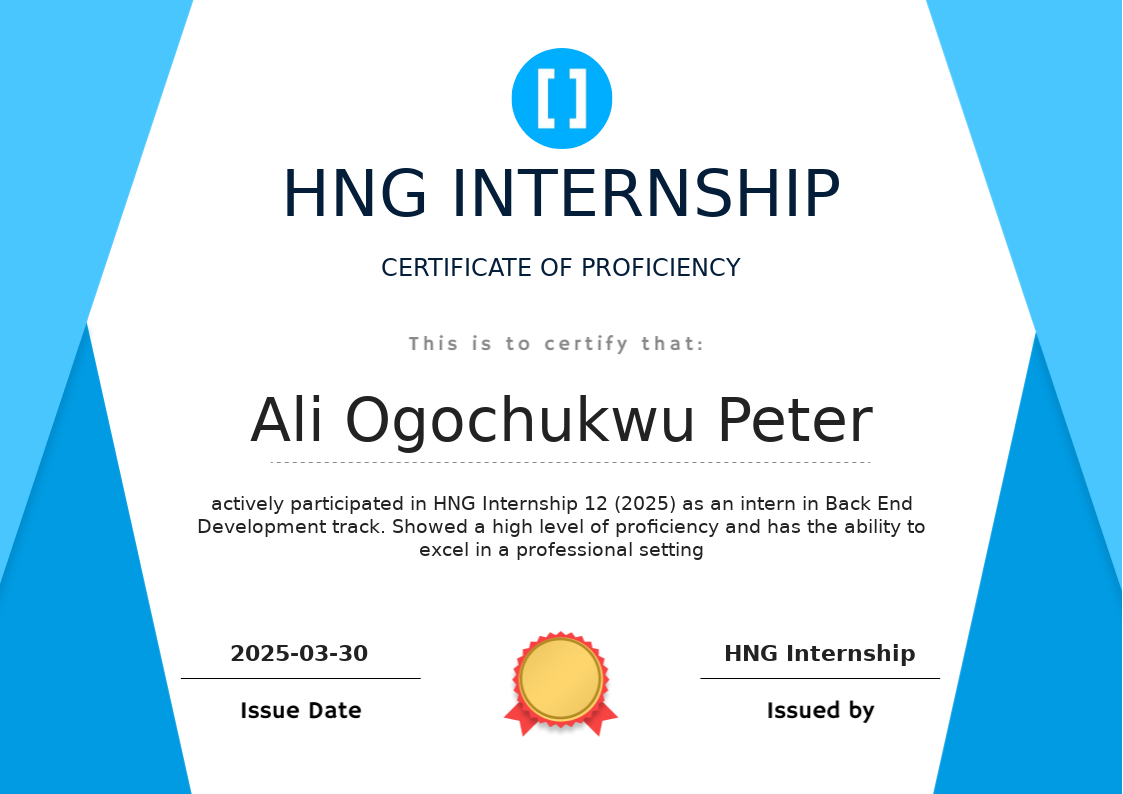 [ ]
HNG INTERNSHIP
CERTIFICATE OF PROFICIENCY
This is to certify that:
Ali Ogochukwu Peter
actively participated in HNG Internship 12 (2025) as an intern in Back End
Development track. Showed a high level of proficiency and has the ability to
excel in a professional setting
2025-03-30
HNG Internship
Issue Date
Issued by